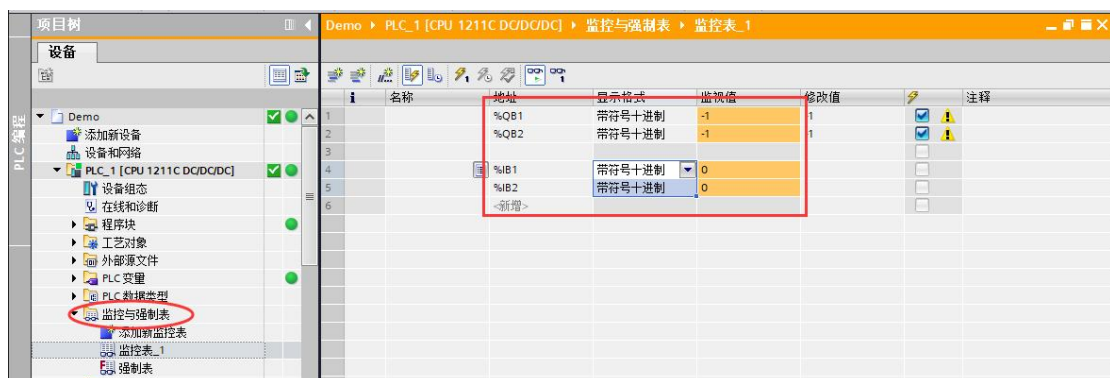 项目树
Demo ▸ PLC_1 [CPU 1211C DC/DC/DC] ▸ 监控与强制表 ▸ 监控表_1
设备
i 名称 地址 显示格式 监视值 修改值 注释
1 %QB1 带符号十进制 -1
2 %QB2 带符号十进制 -1
3
4 %IB1 带符号十进制 0
5 %IB2 带符号十进制 0
6 <新增>
PLC 编程
Demo
添加新设备
设备和网络
PLC_1 [CPU 1211C DC/DC/DC]
设备组态
在线和诊断
程序块
工艺对象
外部源文件
PLC 变量
PLC 数据类型
监控与强制表
添加新监控表
监控表_1
强制表